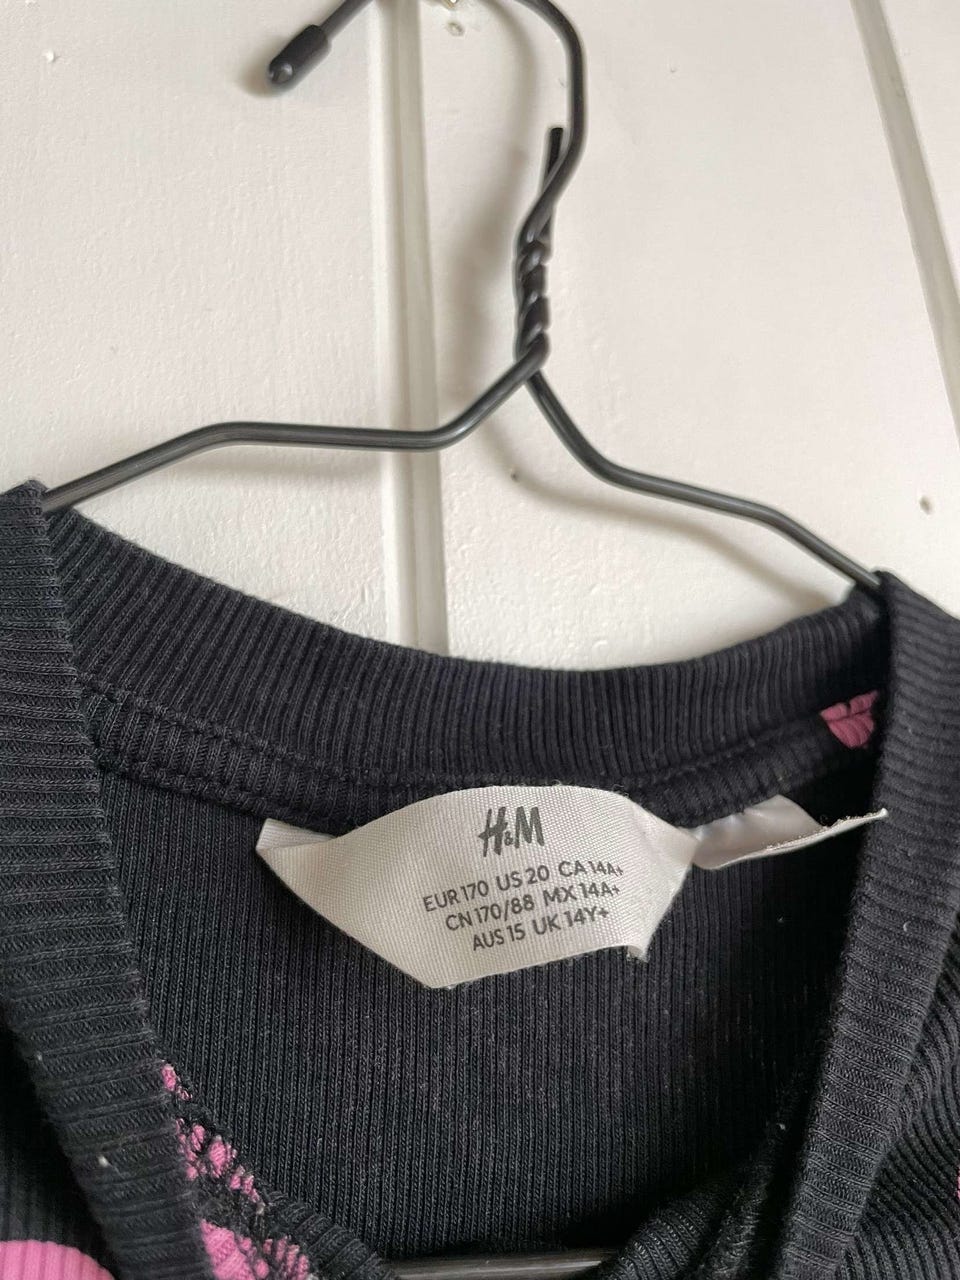 H&M
EUR 170 US 20 CA 14A+
CN 170/88 MX 14A+
AUS 15 UK 14Y+